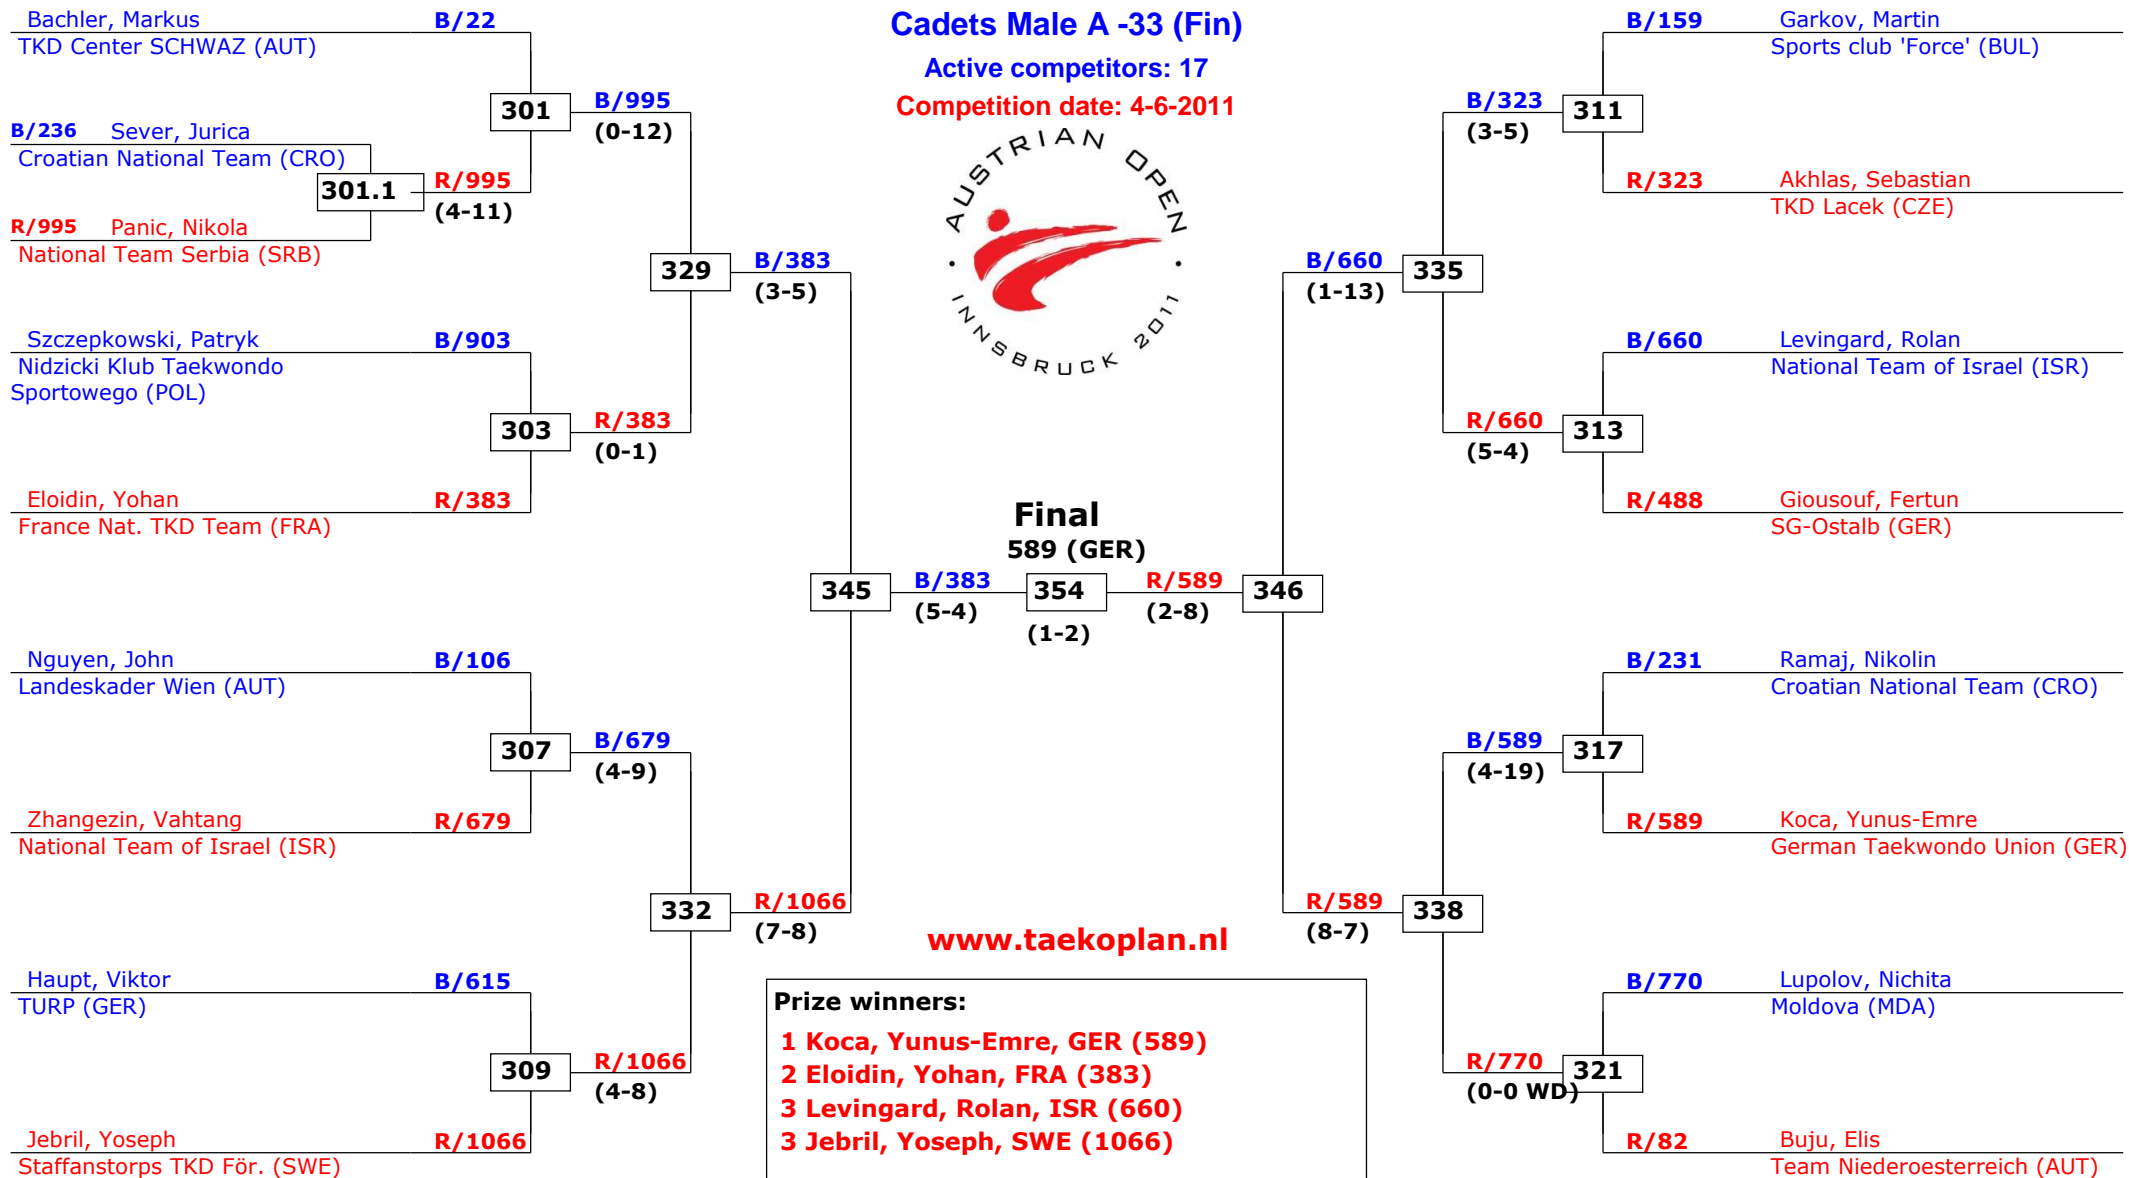 Cadets Male A -33 (Fin)
Active competitors: 17
Competition date: 4-6-2011
AUSTRIAN OPEN
INNSBRUCK 2011
Bachler, Markus B/22
TKD Center SCHWAZ (AUT)
301
B/995
(0-12)
B/236 Sever, Jurica
Croatian National Team (CRO)
301.1
R/995
(4-11)
R/995 Panic, Nikola
National Team Serbia (SRB)
329
B/383
(3-5)
Szczepkowski, Patryk B/903
Nidzicki Klub Taekwondo
Sportowego (POL)
303
R/383
(0-1)
Eloidin, Yohan R/383
France Nat. TKD Team (FRA)
345
B/383
(5-4)
Nguyen, John B/106
Landeskader Wien (AUT)
307
B/679
(4-9)
Zhangezin, Vahtang R/679
National Team of Israel (ISR)
332
R/1066
(7-8)
Haupt, Viktor B/615
TURP (GER)
309
R/1066
(4-8)
Jebril, Yoseph R/1066
Staffanstorps TKD För. (SWE)
Final
589 (GER)
354
(1-2)
B/159 Garkov, Martin
Sports club 'Force' (BUL)
B/323
(3-5)
311
R/323 Akhlas, Sebastian
TKD Lacek (CZE)
B/660
(1-13)
335
B/660 Levingard, Rolan
National Team of Israel (ISR)
R/660
(5-4)
313
R/488 Giousouf, Fertun
SG-Ostalb (GER)
R/589
(2-8)
346
B/231 Ramaj, Nikolin
Croatian National Team (CRO)
B/589
(4-19)
317
R/589 Koca, Yunus-Emre
German Taekwondo Union (GER)
R/589
(8-7)
338
B/770 Lupolov, Nichita
Moldova (MDA)
R/770
(0-0 WD)
321
R/82 Buju, Elis
Team Niederoesterreich (AUT)
www.taekoplan.nl
Prize winners:
1 Koca, Yunus-Emre, GER (589)
2 Eloidin, Yohan, FRA (383)
3 Levingard, Rolan, ISR (660)
3 Jebril, Yoseph, SWE (1066)